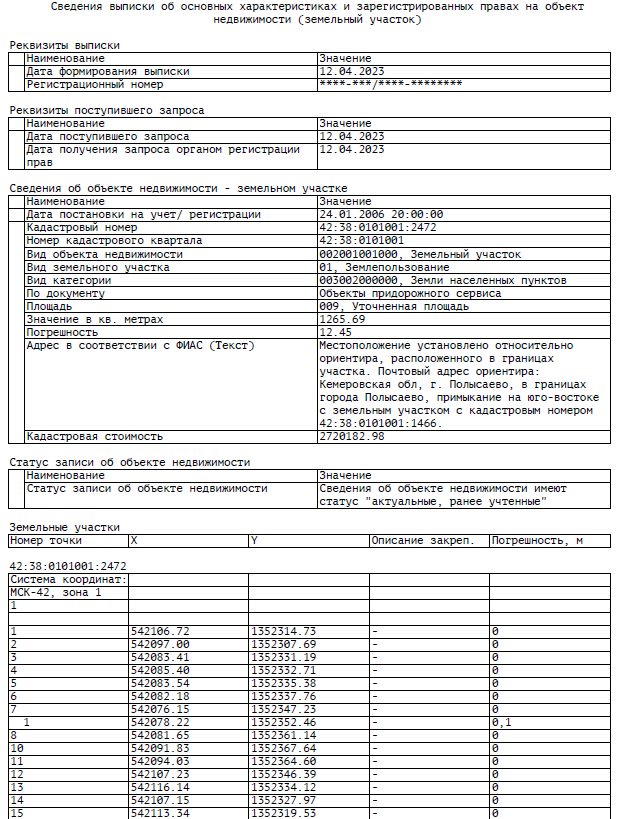 Сведения выписки об основных характеристиках и зарегистрированных правах на объект
недвижимости (земельный участок)
Реквизиты выписки
Наименование Значение
Дата формирования выписки 12.04.2023
Регистрационный номер ****-***/****-********
Реквизиты поступившего запроса
Наименование Значение
Дата поступившего запроса 12.04.2023
Дата получения запроса органом регистрации 12.04.2023
прав
Сведения об объекте недвижимости - земельном участке
Наименование Значение
Дата постановки на учет/ регистрации 24.01.2006 20:00:00
Кадастровый номер 42:38:0101001:2472
Номер кадастрового квартала 42:38:0101001
Вид объекта недвижимости 002001001000, Земельный участок
Вид земельного участка 01, Землепользование
Вид категории 003002000000, Земли населенных пунктов
По документу Объекты придорожного сервиса
Площадь 009, Уточненная площадь
Значение в кв. метрах 1265.69
Погрешность 12.45
Адрес в соответствии с ФИАС (Текст) Местоположение установлено относительно
ориентира, расположенного в границах
участка. Почтовый адрес ориентира:
Кемеровская обл, г. Полысаево, в границах
города Полысаево, примыкание на юго-востоке
с земельным участком с кадастровым номером
42:38:0101001:1466.
Кадастровая стоимость 2720182.98
Статус записи об объекте недвижимости
Наименование Значение
Статус записи об объекте недвижимости Сведения об объекте недвижимости имеют
статус "актуальные, ранее учтенные"
Земельные участки
Номер точки X Y Описание закреп. Погрешность, м
42:38:0101001:2472
Система координат:
МСК-42, зона 1
1
1 542106.72 1352314.73 - 0
2 542097.00 1352307.69 - 0
3 542083.41 1352331.19 - 0
4 542085.40 1352332.71 - 0
5 542083.54 1352335.38 - 0
6 542082.18 1352337.76 - 0
7 542076.15 1352347.23 - 0
1 542078.22 1352352.46 - 0,1
8 542081.65 1352361.14 - 0
10 542091.83 1352367.64 - 0
11 542094.03 1352364.60 - 0
12 542107.23 1352346.39 - 0
13 542116.14 1352334.12 - 0
14 542107.15 1352327.97 - 0
15 542113.34 1352319.53 - 0